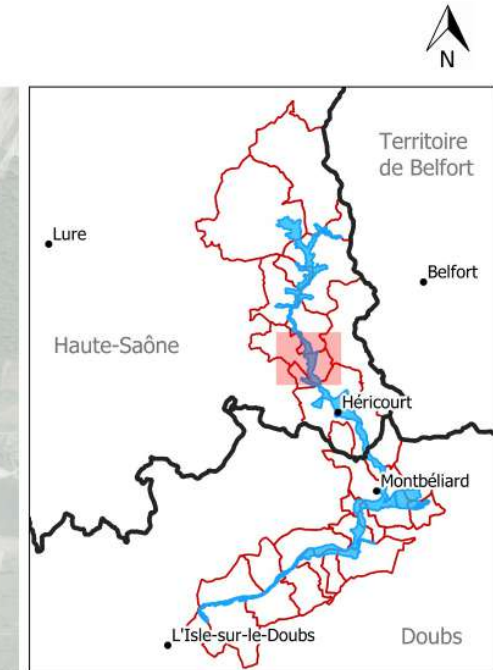 N
Territoire
de Belfort
Lure
Belfort
Haute-Saône
Héricourt
Montbéliard
L'Isle-sur-le-Doubs
Doubs